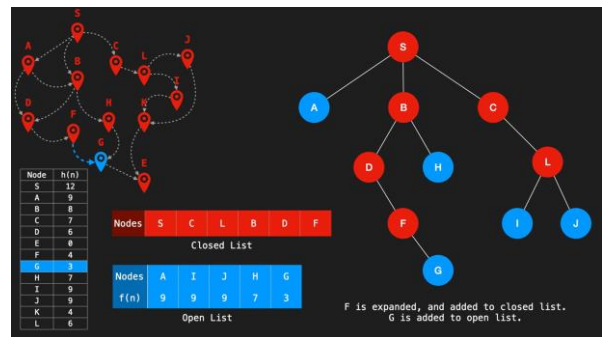 S
A
C
J
L
B
I
D
H
K
F
G
E
Node h(n)
S 12
A 9
B 8
C 7
D 6
E 0
F 4
G 3
H 7
I 9
J 9
K 4
L 6
Nodes S C L B D F
Closed List
Nodes A I J H G
f(n) 9 9 9 7 3
Open List
S
A
B
C
D
H
L
F
I
J
G
F is expanded, and added to closed list.
G is added to open list.